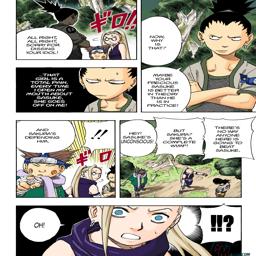 NOW,
WHY
IS
THAT?
ギロ!!
ALL
RIGHT,
ALL RIGHT,
SORRY FOR
DISSING
YOUR IDOL!
MAYBE
YOUR
PRECIOUS
SASUKE
IS BETTER IN
THEORY
THAN HE IS IN
PRACTICE!
THAT
GIRL IS A
TOTAL PAIN.
EVERY TIME
I OPEN MY
MOUTH ABOUT
SASUKE, SHE
GOES OFF ON
ME!
THERE'S
NO WAY
ANYONE
HERE IS
GOING TO
BEAT
SASUKE.
BUT
SAKURA?
SHE'S A
COMPLETE
WIMP!
HEY!
SASUKE'S
UNCONSCIOUS!
AND
SAKURA'S
DEFENDING
HIM.
!!?
OH!